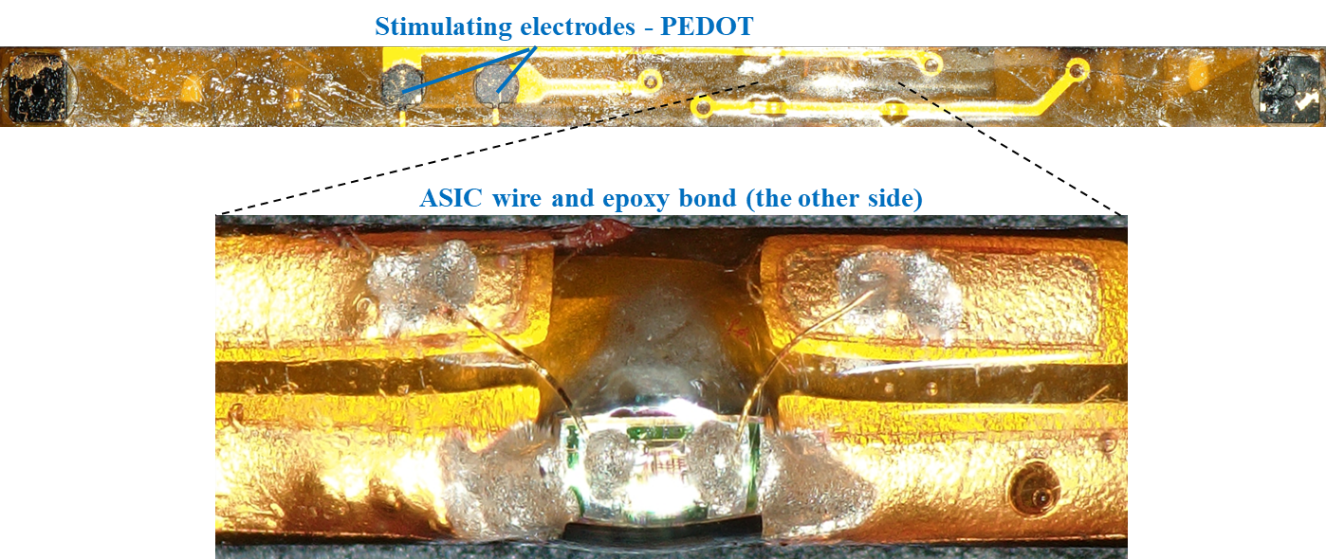 Stimulating electrodes - PEDOT
ASIC wire and epoxy bond (the other side)